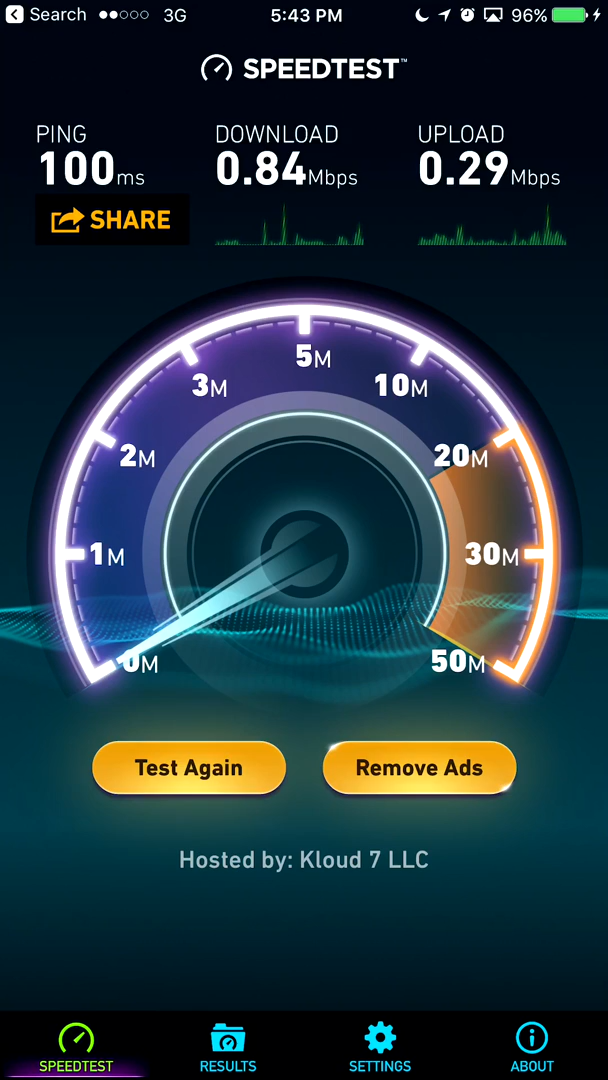 Search 3G 5:43 PM 96%
SPEEDTEST™
PING DOWNLOAD UPLOAD
100ms 0.84Mbps 0.29Mbps
SHARE
5M
3M 10M
2M 20M
1M 30M
0M 50M
Test Again Remove Ads
Hosted by: Kloud 7 LLC
SPEEDTEST RESULTS SETTINGS ABOUT